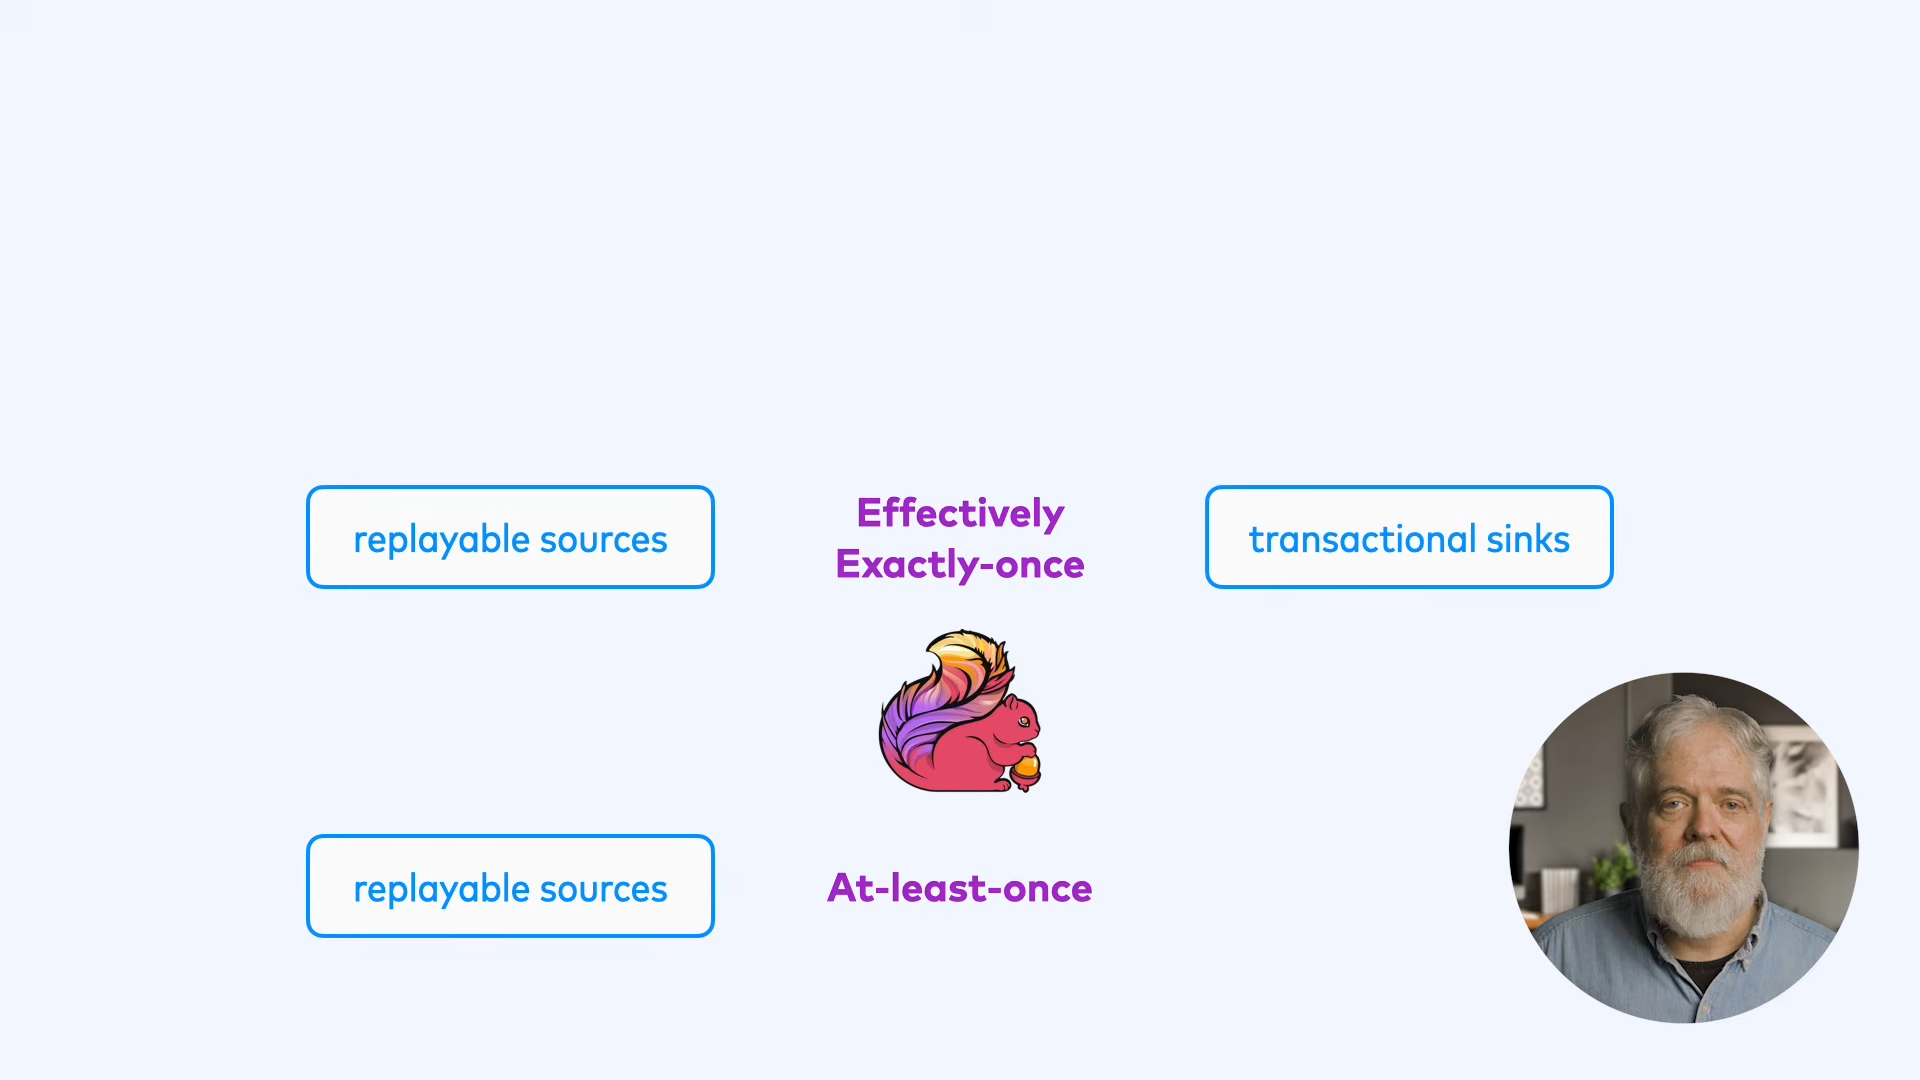 replayable sources
Effectively
Exactly-once
transactional sinks
replayable sources
At-least-once